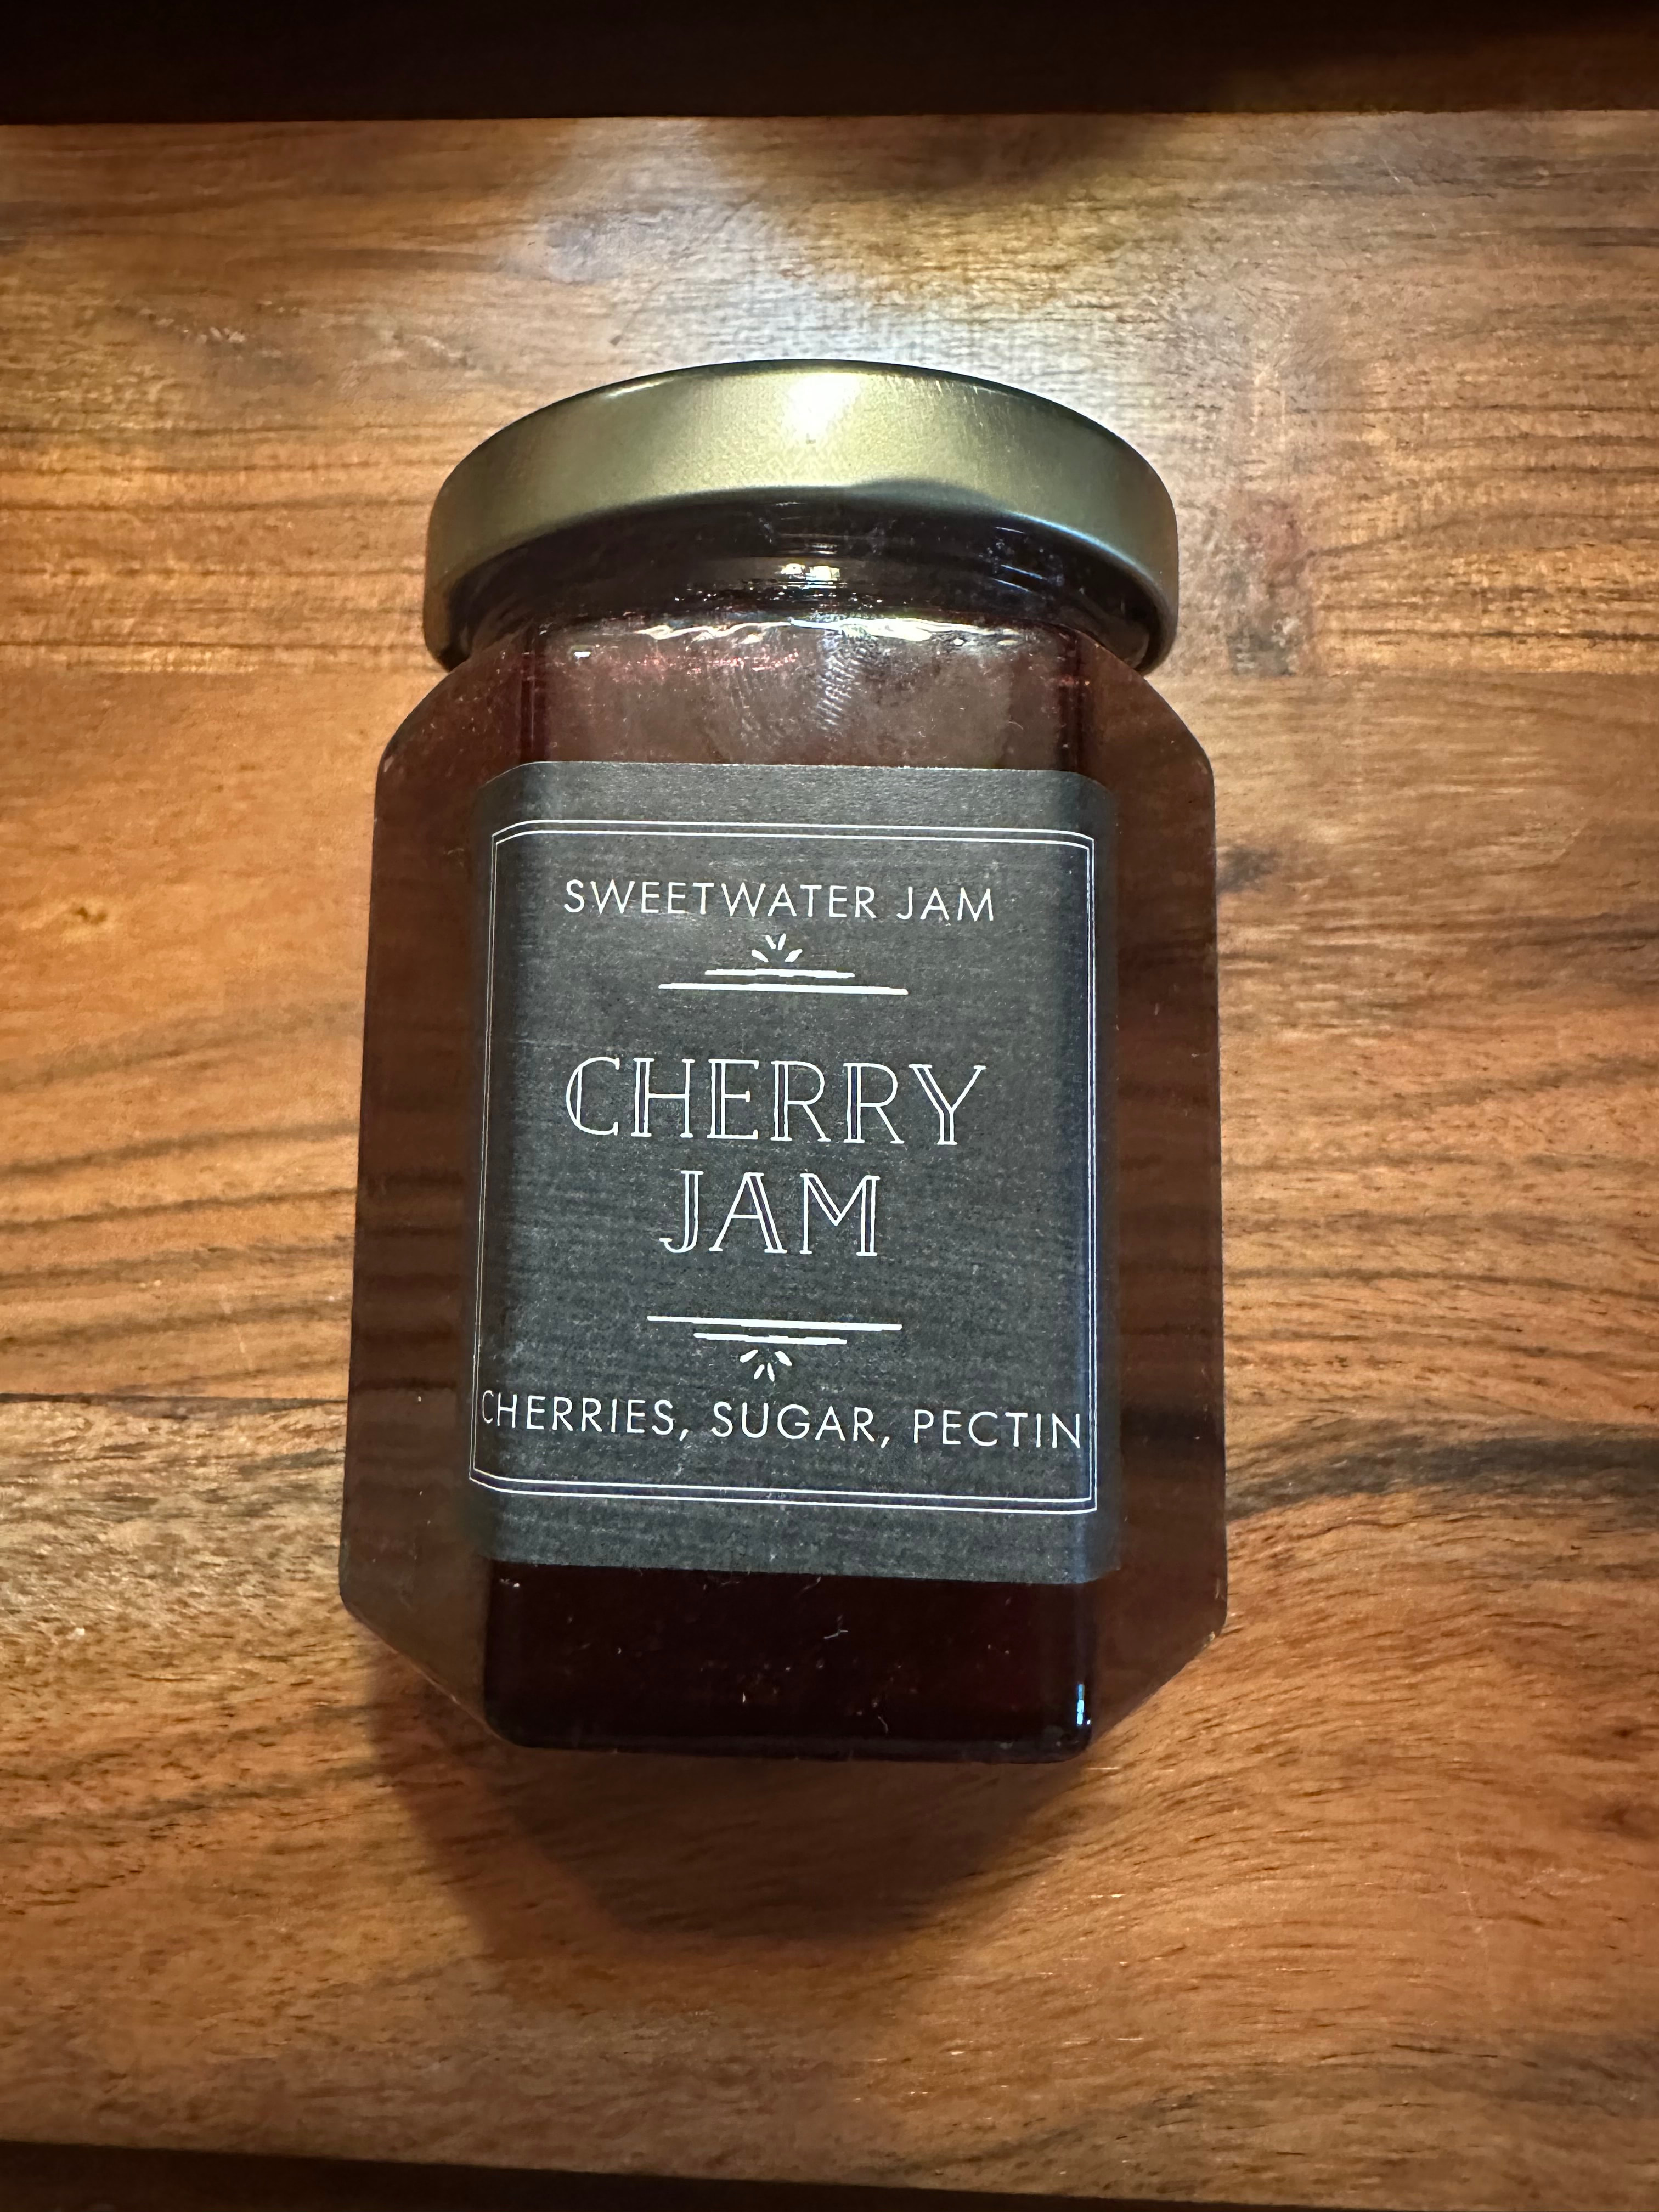 SWEETWATER JAM
CHERRY
JAM
CHERRIES, SUGAR, PECTIN